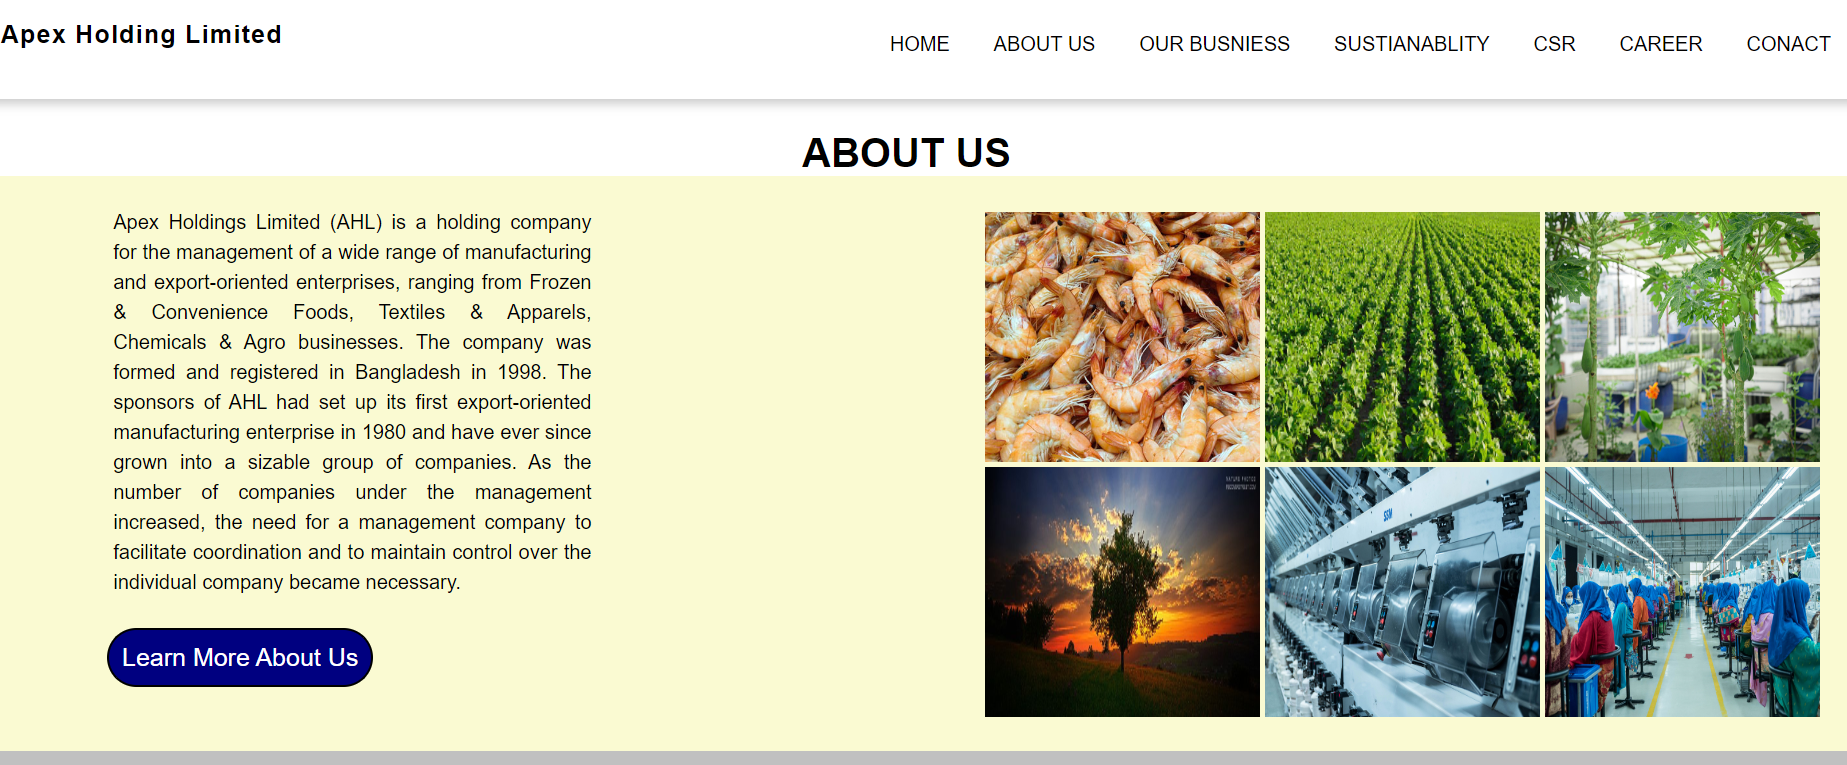 Apex Holding Limited
HOME ABOUT US OUR BUSNIESS SUSTIANABLITY CSR CAREER CONACT
ABOUT US
Apex Holdings Limited (AHL) is a holding company
for the management of a wide range of manufacturing
and export-oriented enterprises, ranging from Frozen
& Convenience Foods, Textiles & Apparels,
Chemicals & Agro businesses. The company was
formed and registered in Bangladesh in 1998. The
sponsors of AHL had set up its first export-oriented
manufacturing enterprise in 1980 and have ever since
grown into a sizable group of companies. As the
number of companies under the management
increased, the need for a management company to
facilitate coordination and to maintain control over the
individual company became necessary.
Learn More About Us
NATURE PHOTOS
SSM